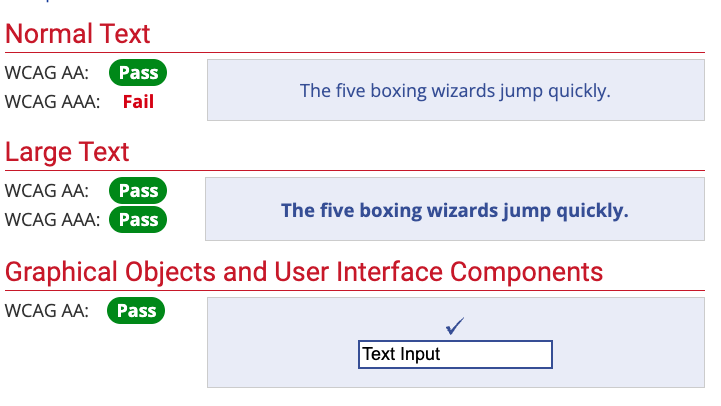 Normal Text
WCAG AA: Pass
WCAG AAA: Fail
The five boxing wizards jump quickly.
Large Text
WCAG AA: Pass
WCAG AAA: Pass
The five boxing wizards jump quickly.
Graphical Objects and User Interface Components
WCAG AA: Pass
✓
Text Input